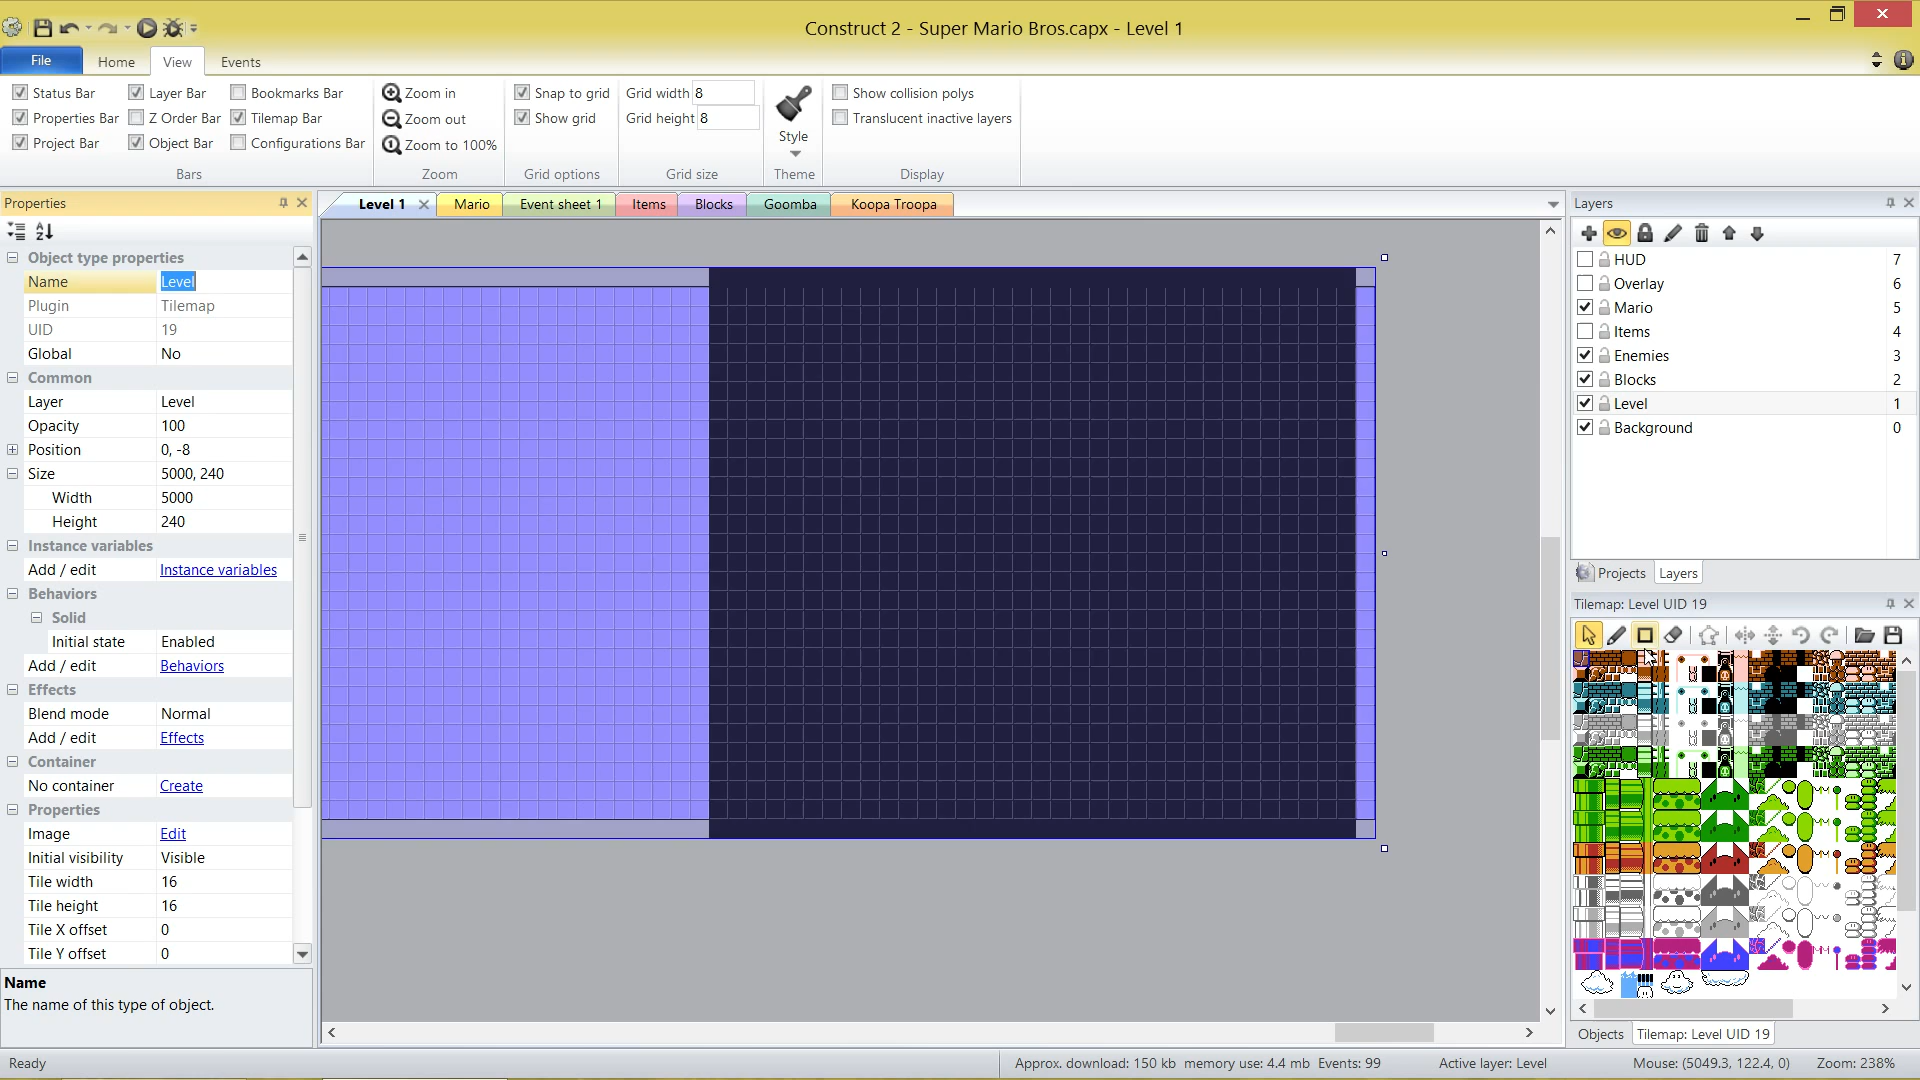 Construct 2 - Super Mario Bros.capx - Level 1
File Home View Events
Status Bar Layer Bar Bookmarks Bar
Properties Bar Z Order Bar Tilemap Bar
Project Bar Object Bar Configurations Bar
Bars
Zoom in
Zoom out
Zoom to 100%
Zoom
Snap to grid
Show grid
Grid options
Grid width 8
Grid height 8
Grid size
Style
Theme
Show collision polys
Translucent inactive layers
Display
Properties
Level 1 Mario Event sheet 1 Items Blocks Goomba Koopa Troopa
Object type properties
Name Level
Plugin Tilemap
UID 19
Global No
Common
Layer Level
Opacity 100
Position 0, -8
Size 5000, 240
Width 5000
Height 240
Instance variables
Add / edit Instance variables
Behaviors
Solid
Initial state Enabled
Add / edit Behaviors
Effects
Blend mode Normal
Add / edit Effects
Container
No container Create
Properties
Image Edit
Initial visibility Visible
Tile width 16
Tile height 16
Tile X offset 0
Tile Y offset 0
Name
The name of this type of object.
Layers
HUD 7
Overlay 6
Mario 5
Items 4
Enemies 3
Blocks 2
Level 1
Background 0
Projects Layers
Tilemap: Level UID 19
Objects Tilemap: Level UID 19
Ready
Approx. download: 150 kb memory use: 4.4 mb Events: 99 Active layer: Level Mouse: (5049.3, 122.4, 0) Zoom: 238%